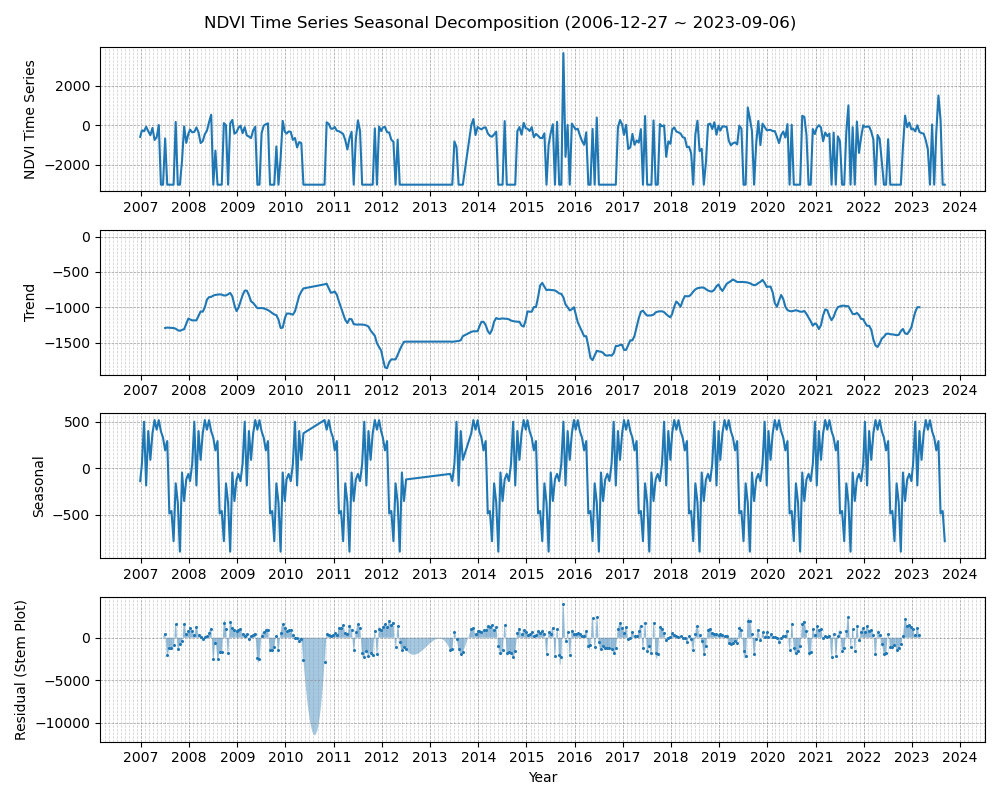 NDVI Time Series Seasonal Decomposition (2006-12-27 ~ 2023-09-06)
NDVI Time Series
2000
0
−2000
2007 2008 2009 2010 2011 2012 2013 2014 2015 2016 2017 2018 2019 2020 2021 2022 2023 2024
Trend
0
−500
−1000
−1500
2007 2008 2009 2010 2011 2012 2013 2014 2015 2016 2017 2018 2019 2020 2021 2022 2023 2024
Seasonal
500
0
−500
2007 2008 2009 2010 2011 2012 2013 2014 2015 2016 2017 2018 2019 2020 2021 2022 2023 2024
Residual (Stem Plot)
0
−5000
−10000
2007 2008 2009 2010 2011 2012 2013 2014 2015 2016 2017 2018 2019 2020 2021 2022 2023 2024
Year